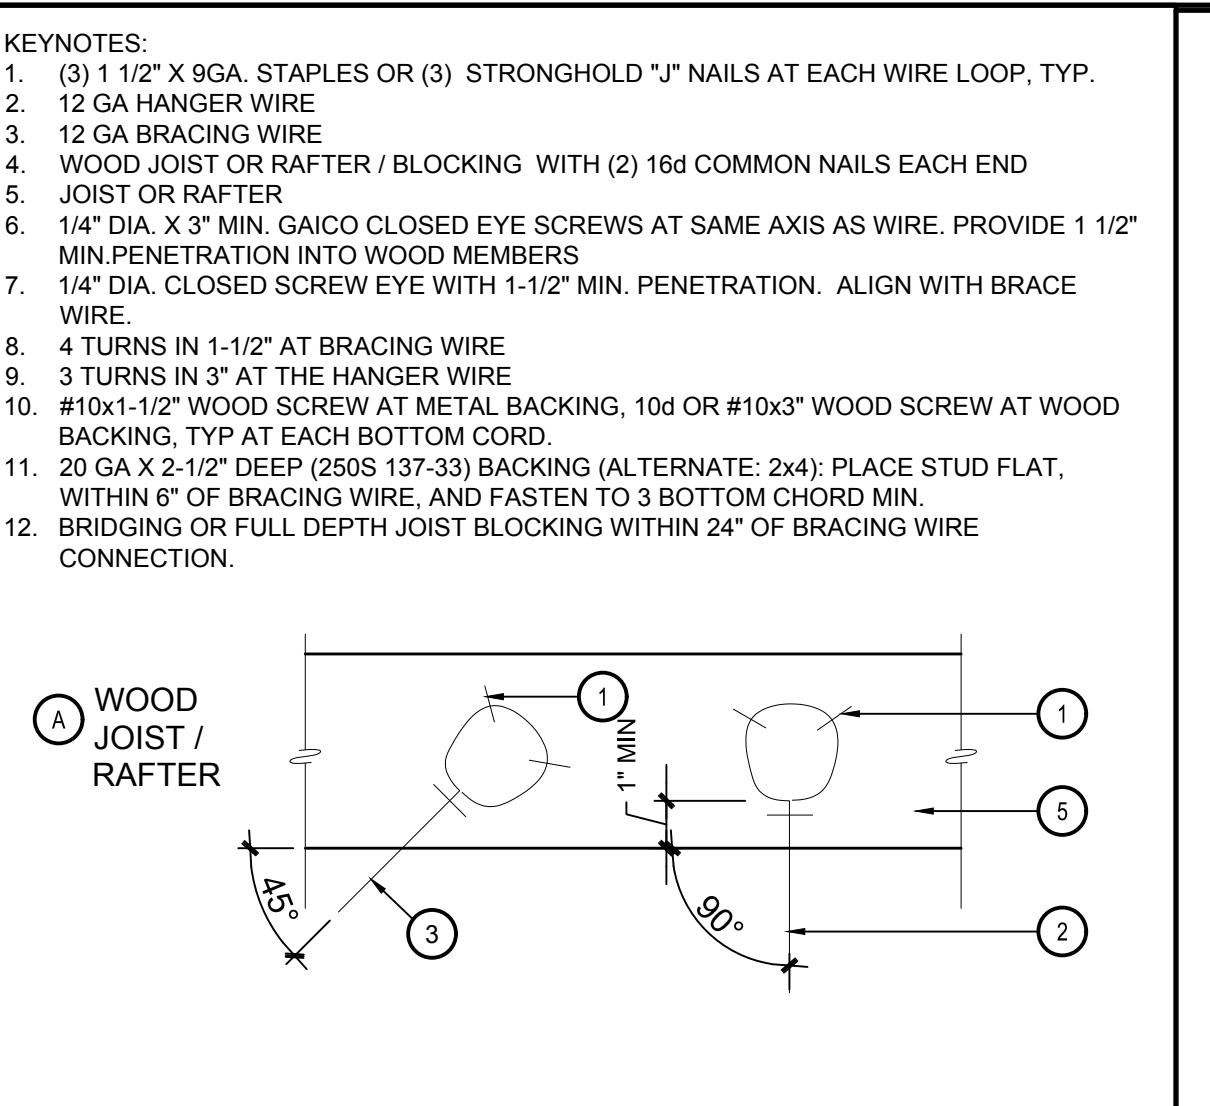 KEYNOTES:
1. (3) 1 1/2" X 9GA. STAPLES OR (3) STRONGHOLD "J" NAILS AT EACH WIRE LOOP, TYP.
2. 12 GA HANGER WIRE
3. 12 GA BRACING WIRE
4. WOOD JOIST OR RAFTER / BLOCKING WITH (2) 16d COMMON NAILS EACH END
5. JOIST OR RAFTER
6. 1/4" DIA. X 3" MIN. GAICO CLOSED EYE SCREWS AT SAME AXIS AS WIRE. PROVIDE 1 1/2"
MIN.PENETRATION INTO WOOD MEMBERS
7. 1/4" DIA. CLOSED SCREW EYE WITH 1-1/2" MIN. PENETRATION. ALIGN WITH BRACE
WIRE.
8. 4 TURNS IN 1-1/2" AT BRACING WIRE
9. 3 TURNS IN 3" AT THE HANGER WIRE
10. #10x1-1/2" WOOD SCREW AT METAL BACKING, 10d OR #10x3" WOOD SCREW AT WOOD
BACKING, TYP AT EACH BOTTOM CORD.
11. 20 GA X 2-1/2" DEEP (250S 137-33) BACKING (ALTERNATE: 2x4): PLACE STUD FLAT,
WITHIN 6" OF BRACING WIRE, AND FASTEN TO 3 BOTTOM CHORD MIN.
12. BRIDGING OR FULL DEPTH JOIST BLOCKING WITHIN 24" OF BRACING WIRE
CONNECTION.
A
WOOD
JOIST /
RAFTER
1
1" MIN
1
5
45°
3
90°
2